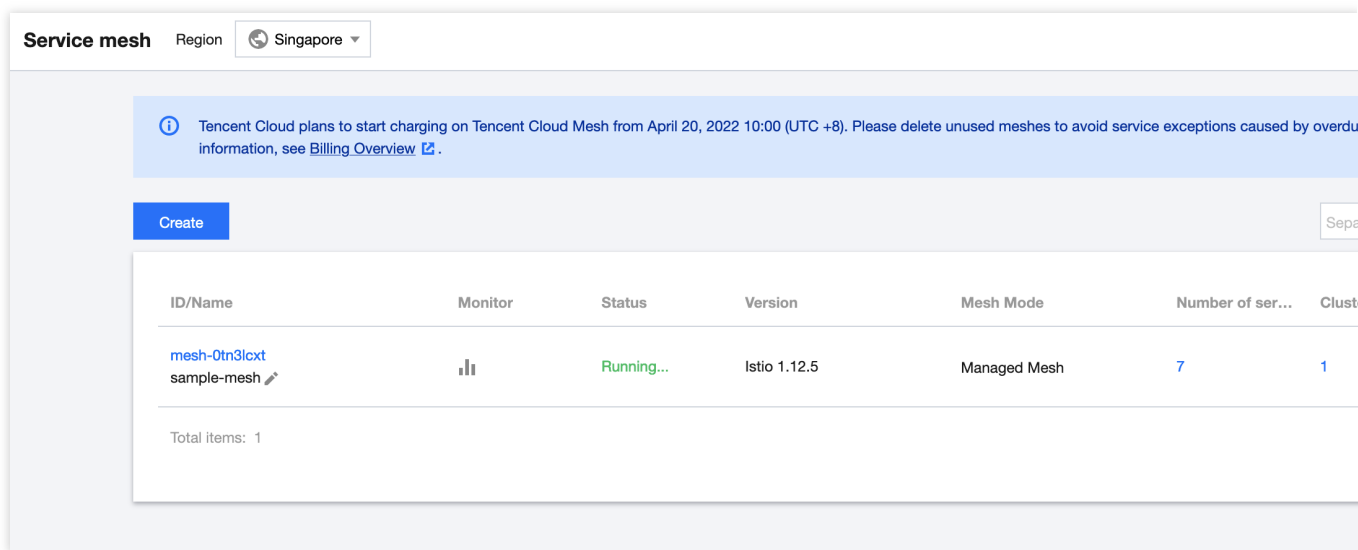 Service mesh Region Singapore
Tencent Cloud plans to start charging on Tencent Cloud Mesh from April 20, 2022 10:00 (UTC +8). Please delete unused meshes to avoid service exceptions caused by overdu
information, see Billing Overview .
Create
Sepa
ID/Name Monitor Status Version Mesh Mode Number of ser... Clust
mesh-0tn3lcxt
sample-mesh
Running... Istio 1.12.5 Managed Mesh 7 1
Total items: 1